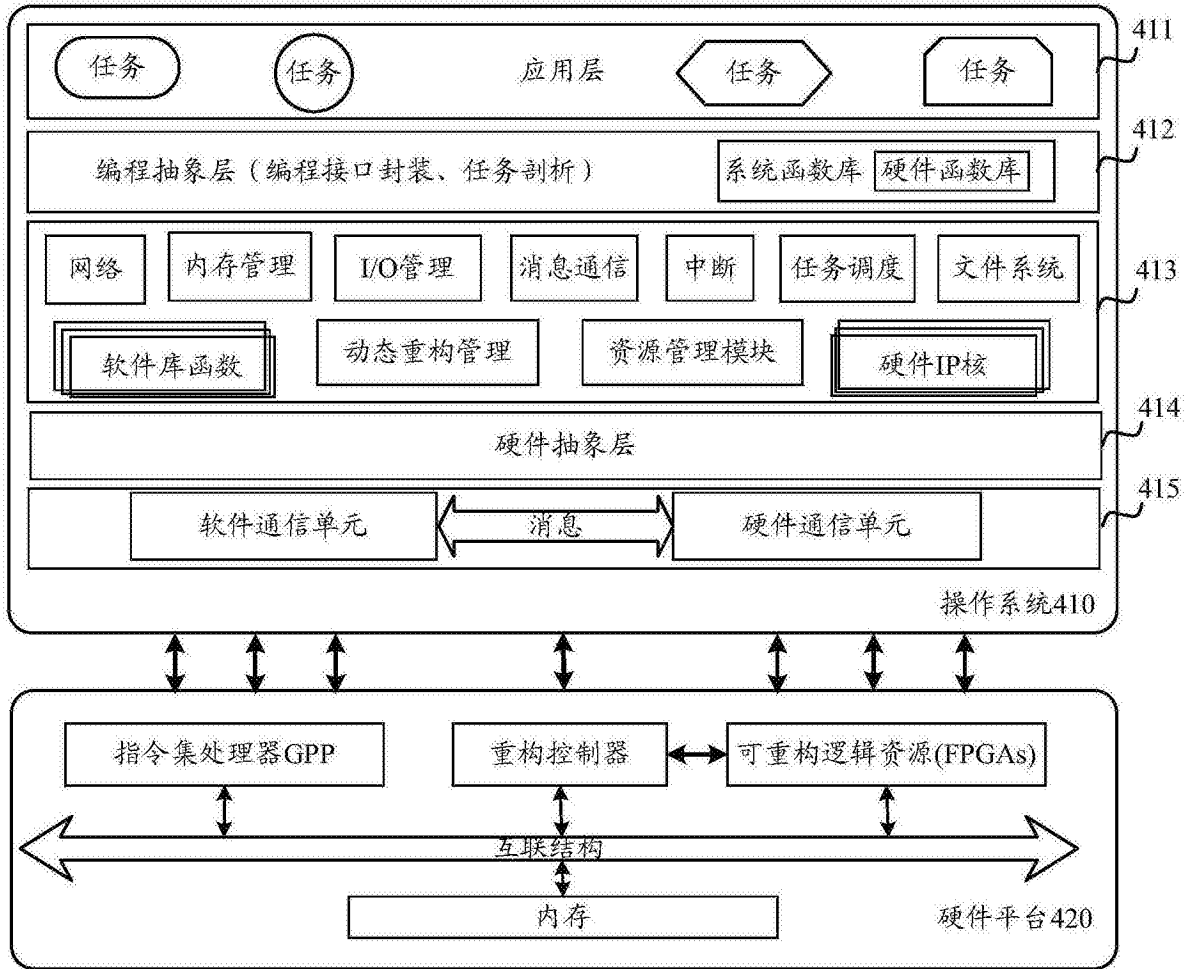 任务
任务
应用层
任务
任务
411
编程抽象层(编程接口封装、任务剖析)
系统函数库
硬件函数库
412
网络
内存管理
I/O管理
消息通信
中断
任务调度
文件系统
413
软件库函数
动态重构管理
资源管理模块
硬件IP核
硬件抽象层
414
软件通信单元
消息
硬件通信单元
415
操作系统410
指令集处理器GPP
重构控制器
可重构逻辑资源(FPGAs)
互联结构
内存
硬件平台420